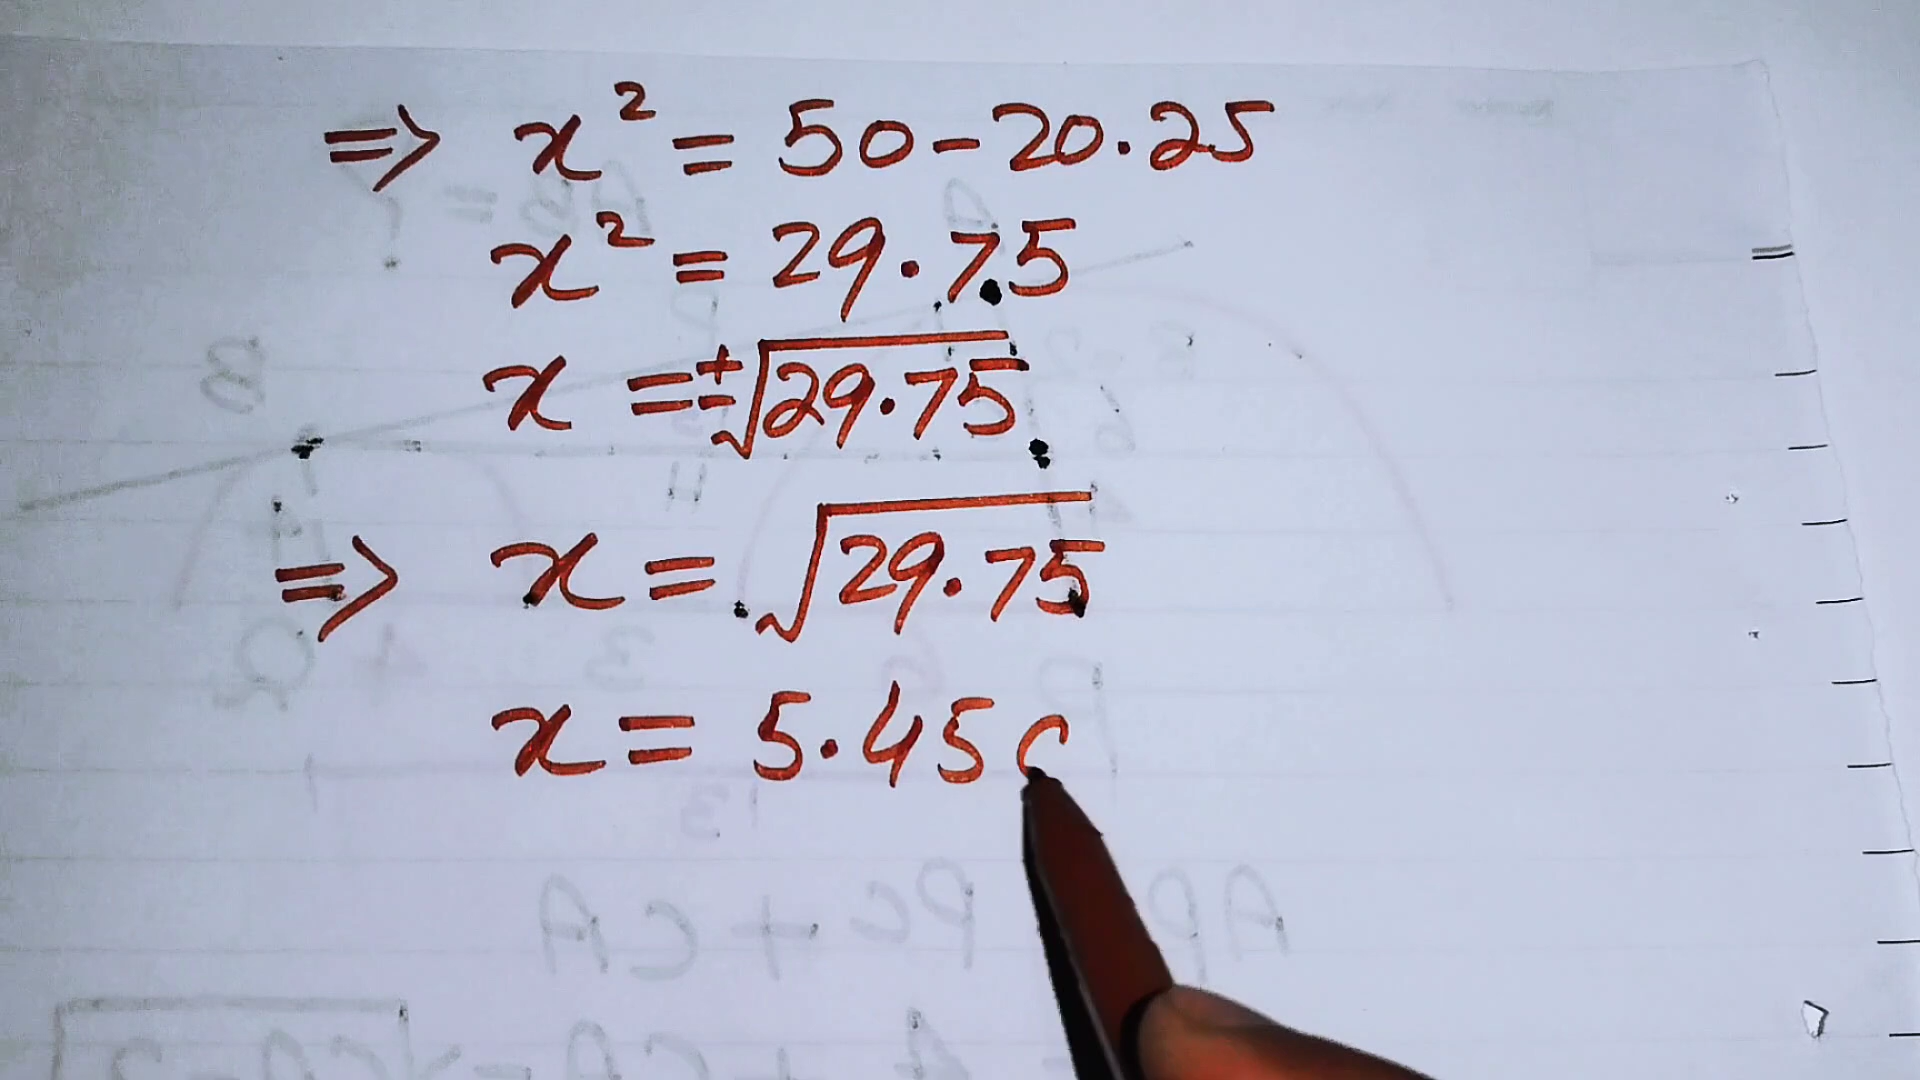 => x² = 50 - 20.25
x² = 29.75
x = ±√29.75
=> x = √29.75
x = 5.45 c